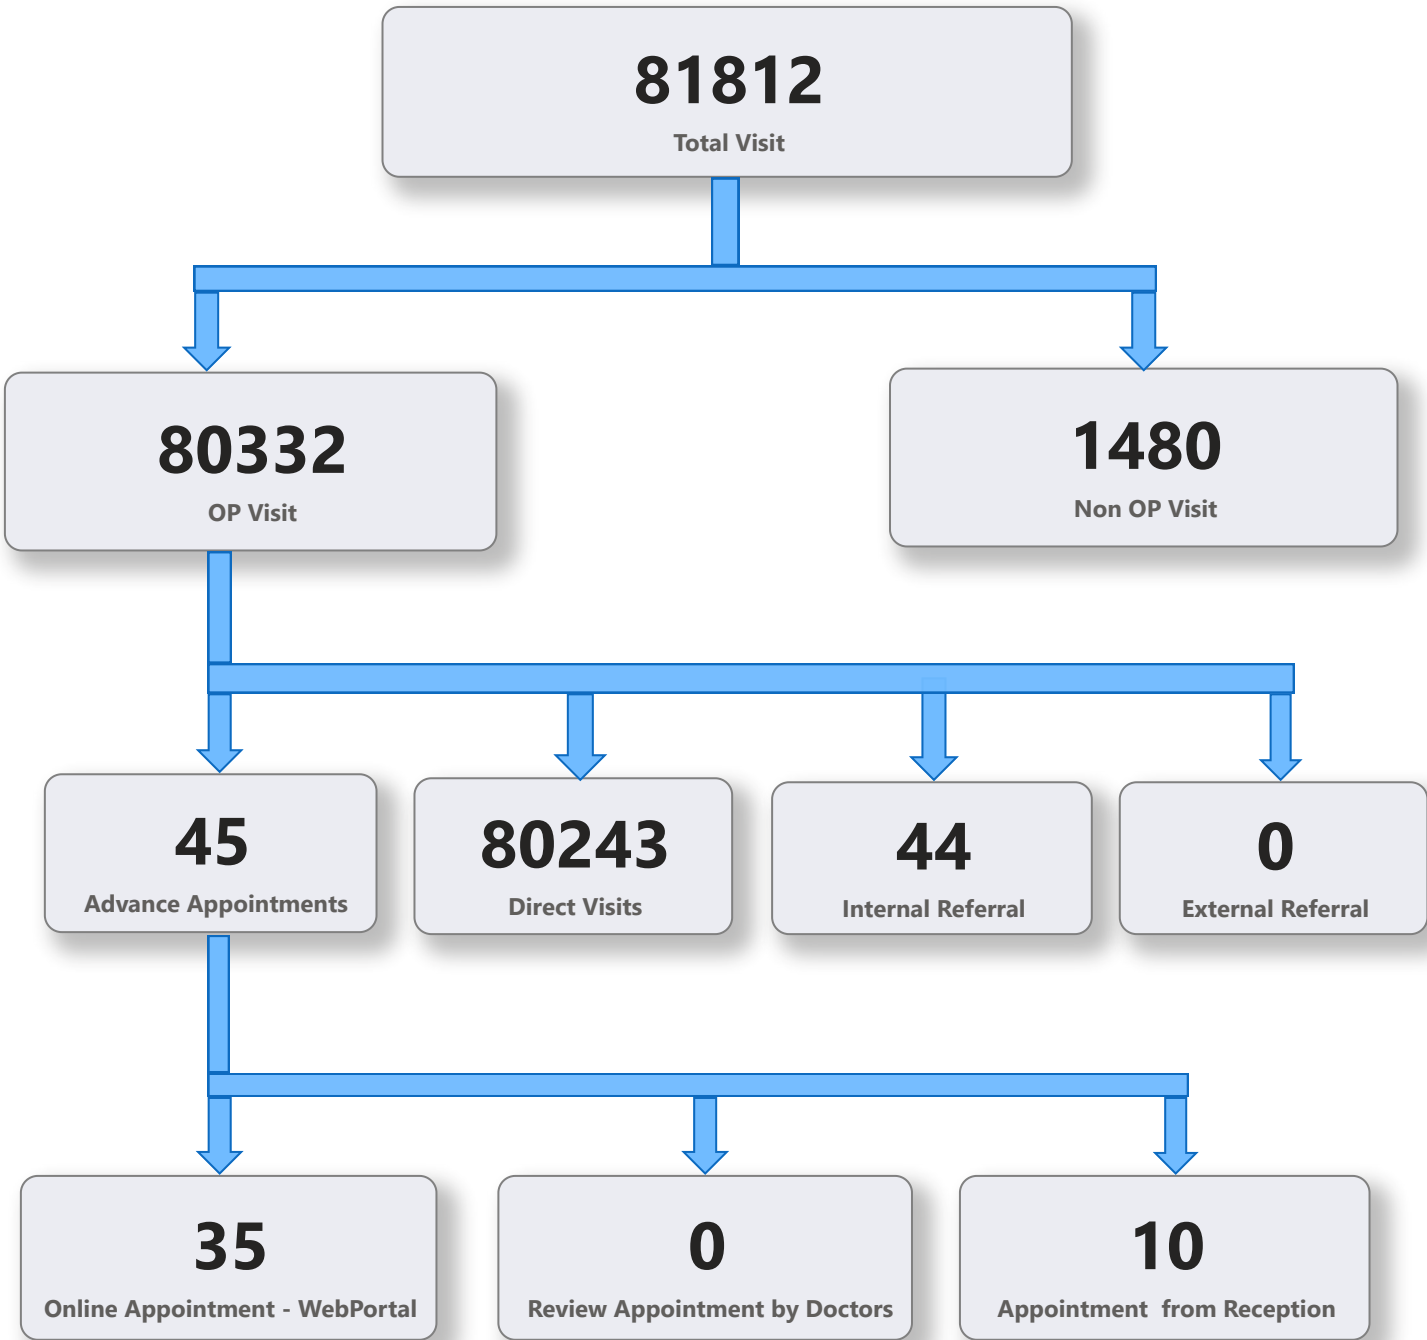 81812
Total Visit
80332
OP Visit
1480
Non OP Visit
45
Advance Appointments
80243
Direct Visits
44
Internal Referral
0
External Referral
35
Online Appointment - WebPortal
0
Review Appointment by Doctors
10
Appointment  from Reception